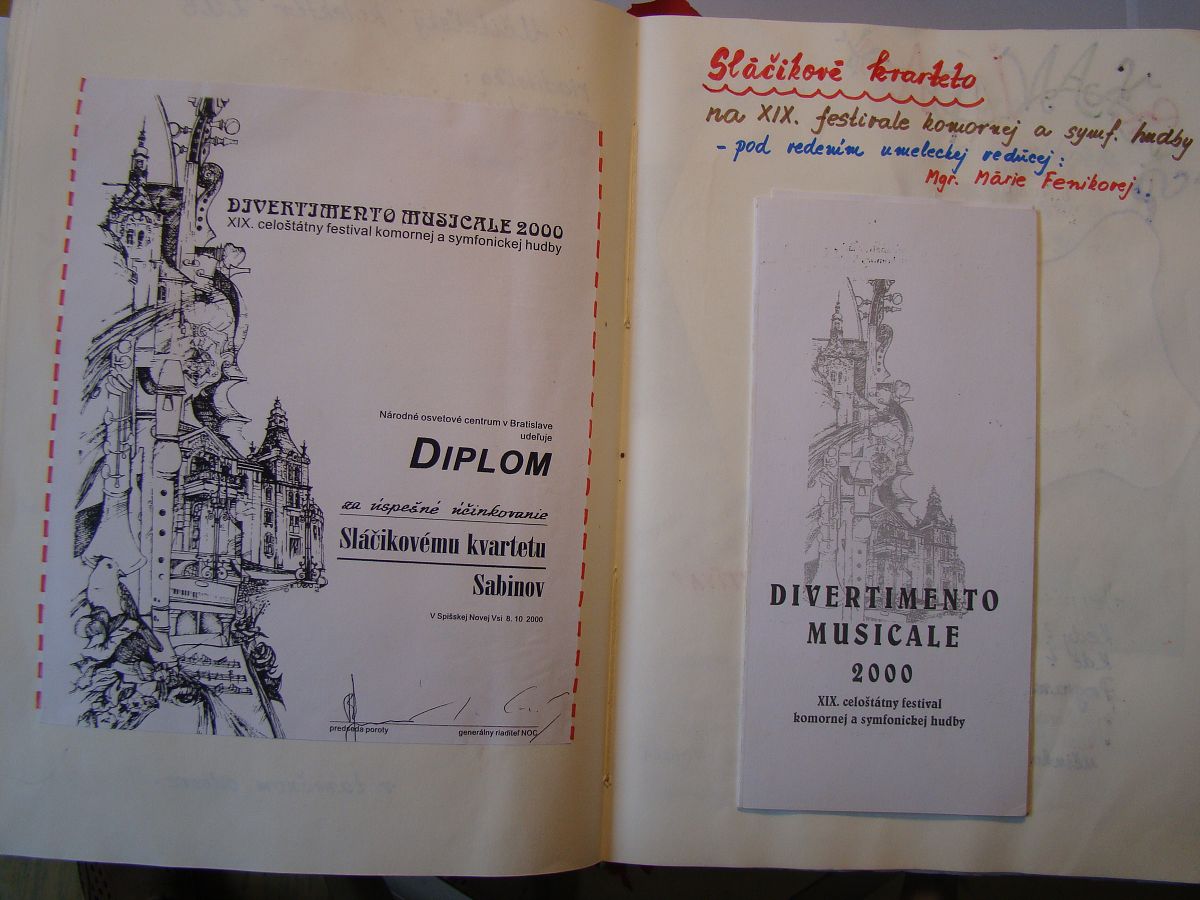 DIVERTIMENTO MUSICALE 2000
XIX. celoštátny festival komornej a symfonickej hudby
Národné osvetové centrum v Bratislave
udeľuje
DIPLOM
za úspešné účinkovanie
Sláčikovému kvartetu
Sabinov
V Spišskej Novej Vsi 8. 10 2000
predseda poroty
generálny riaditeľ NOC
Sláčikové kvarteto
na XIX. festivale komornej a symf. hudby
- pod vedením umeleckej vedúcej:
Mgr. Márie Fenikovej.
DIVERTIMENTO
MUSICALE
2000
XIX. celoštátny festival
komornej a symfonickej hudby